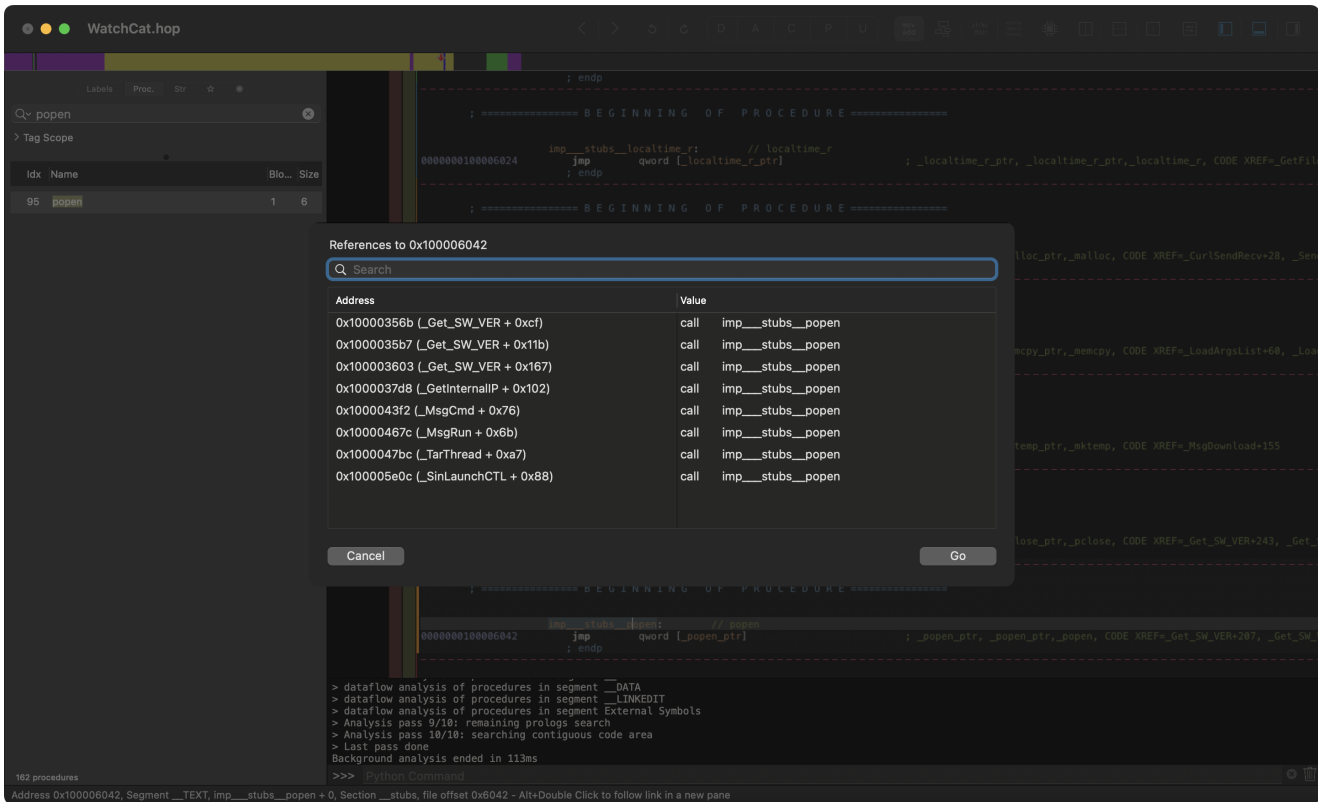 WatchCat.hop
D A C P U
Labels Proc. Str
popen
Tag Scope
Idx Name Blo... Size
95 popen 1 6
; endp
; ================ B E G I N N I N G   O F   P R O C E D U R E ================
imp___stubs__localtime_r: // localtime_r
0000000100006024 jmp qword [_localtime_r_ptr] ; _localtime_r_ptr, _localtime_r_ptr,_localtime_r, CODE XREF=_GetFil
; endp
; ================ B E G I N N I N G   O F   P R O C E D U R E ================
References to 0x100006042
Search
lloc_ptr,_malloc, CODE XREF=_CurlSendRecv+28, _Sen
Address Value
0x10000356b (_Get_SW_VER + 0xcf) call imp___stubs__popen
0x1000035b7 (_Get_SW_VER + 0x11b) call imp___stubs__popen
mcpy_ptr,_memcpy, CODE XREF=_LoadArgsList+60, _Loa
0x100003603 (_Get_SW_VER + 0x167) call imp___stubs__popen
0x1000037d8 (_GetInternalIP + 0x102) call imp___stubs__popen
0x1000043f2 (_MsgCmd + 0x76) call imp___stubs__popen
0x10000467c (_MsgRun + 0x6b) call imp___stubs__popen
temp_ptr,_mktemp, CODE XREF=_MsgDownload+155
0x1000047bc (_TarThread + 0xa7) call imp___stubs__popen
0x100005e0c (_SinLaunchCTL + 0x88) call imp___stubs__popen
lose_ptr,_pclose, CODE XREF=_Get_SW_VER+243, _Get_
Cancel Go
; ================ B E G I N N I N G   O F   P R O C E D U R E ================
imp___stubs__popen: // popen
0000000100006042 jmp qword [_popen_ptr] ; _popen_ptr, _popen_ptr,_popen, CODE XREF=_Get_SW_VER+207, _Get_SW_
; endp
> dataflow analysis of procedures in segment __DATA
> dataflow analysis of procedures in segment __LINKEDIT
> dataflow analysis of procedures in segment External Symbols
> Analysis pass 9/10: remaining prologs search
> Analysis pass 10/10: searching contiguous code area
> Last pass done
Background analysis ended in 113ms
162 procedures
>>> Python Command
Address 0x100006042, Segment __TEXT, imp___stubs__popen + 0, Section __stubs, file offset 0x6042 - Alt+Double Click to follow link in a new pane